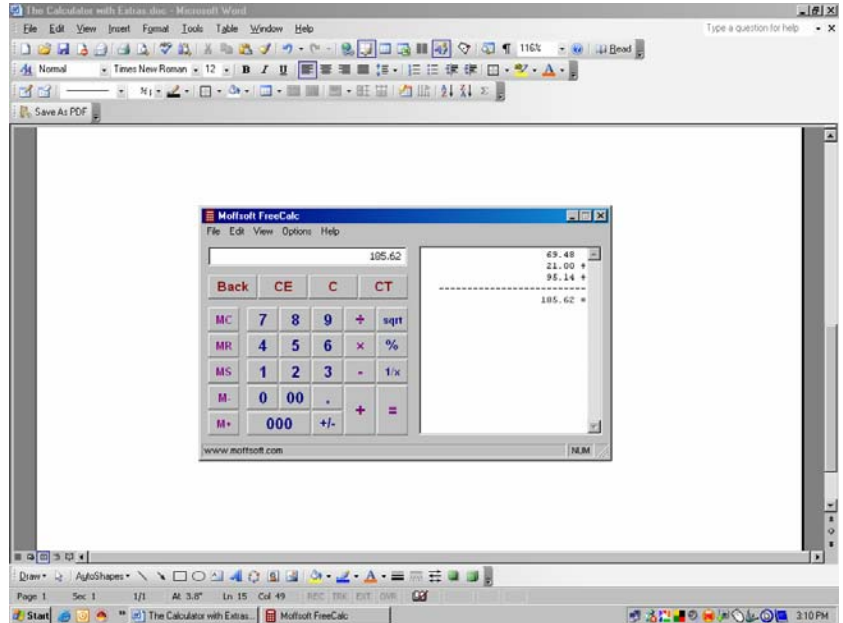 The Calculator with Extras.doc - Microsoft Word
File Edit View Insert Format Tools Table Window Help
Type a question for help
116% Read
Normal Times New Roman 12 B I U
Save As PDF
Moffsoft FreeCalc
File Edit View Options Help
185.62
69.48
21.00 +
95.14 +
185.62 =
Back CE C CT
MC 7 8 9 ÷ sqrt
MR 4 5 6 × %
MS 1 2 3 - 1/x
M- 0 00 .
M+ 000 +/- + =
www.moffsoft.com NUM
Draw AutoShapes
Page 1 Sec 1 1/1 At 3.8" Ln 15 Col 49 REC TRK EXT OVR
Start The Calculator with Extras... Moffsoft FreeCalc 3:10 PM